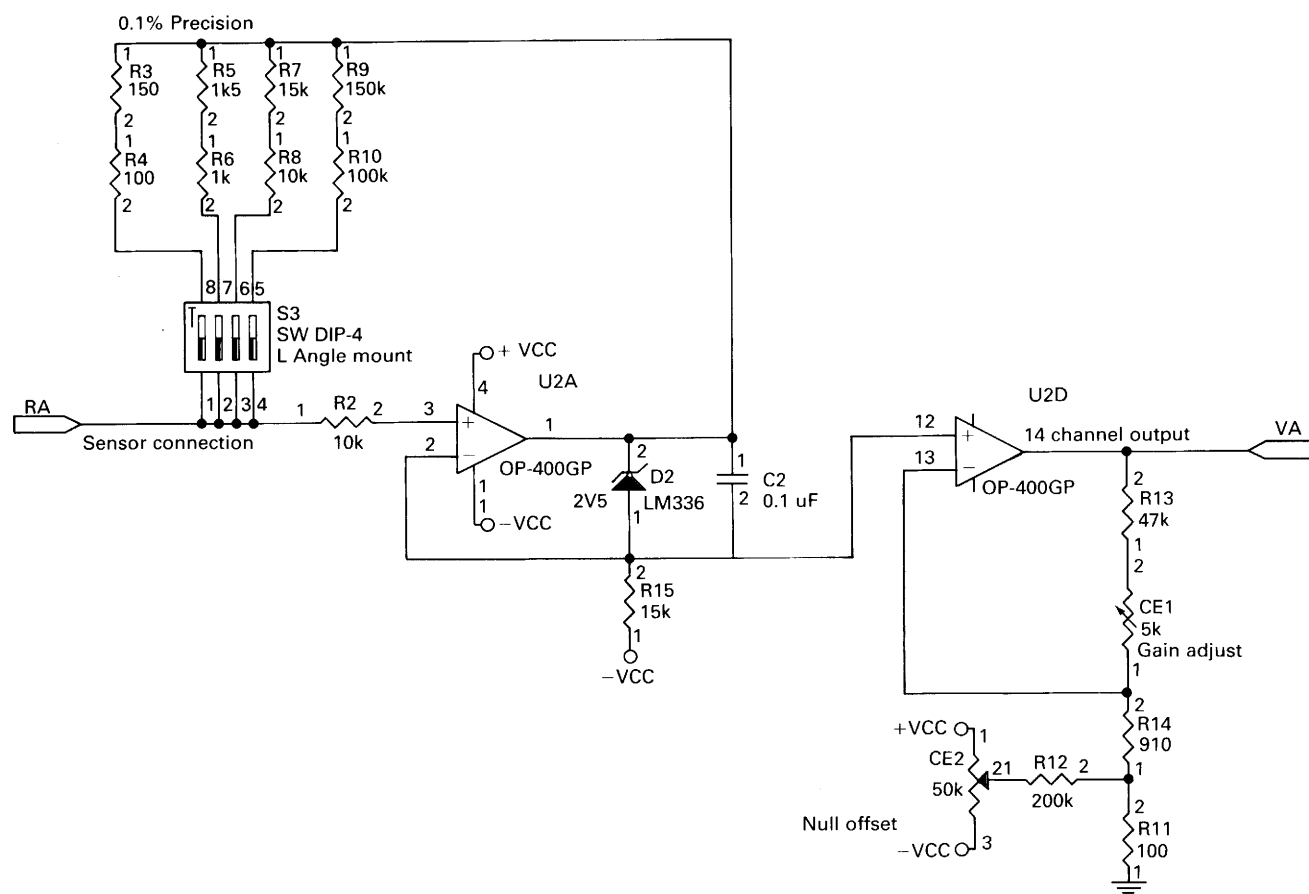 0.1% Precision
1 1 1 1
R3 R5 R7 R9
150 1k5 15k 150k
2 2 2 2
1 1 1 1
R4 R6 R8 R10
100 1k 10k 100k
2 2 2 2
8 7 6 5
S3
SW DIP-4
L Angle mount
+ VCC
4
U2A
RA
1 2 3 4
Sensor connection
1 R2 2
10k
3
+
2
−
1
OP-400GP
1
1
−VCC
2
D2
2V5
LM336
1
1
C2
2
0.1 uF
2
R15
15k
1
−VCC
U2D
12
+
13
−
14 channel output
OP-400GP
VA
2
R13
47k
1
2
CE1
5k
Gain adjust
1
2
R14
910
1
+VCC
1
CE2
50k
21
R12
2
200k
Null offset
−VCC
3
2
R11
100
1